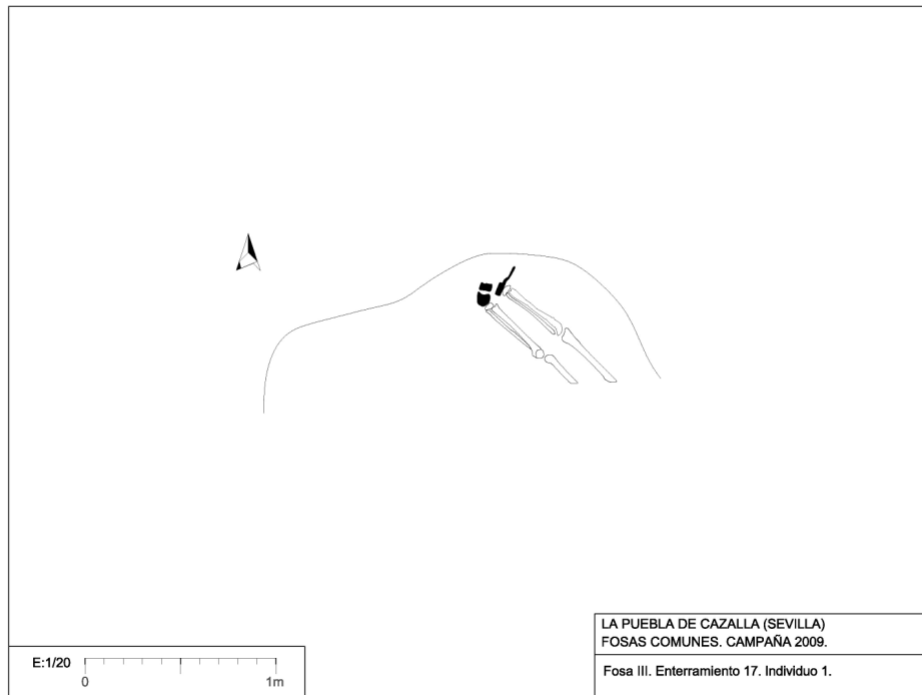 E:1/20
0 1m
LA PUEBLA DE CAZALLA (SEVILLA)
FOSAS COMUNES. CAMPAÑA 2009.
Fosa III. Enterramiento 17. Individuo 1.